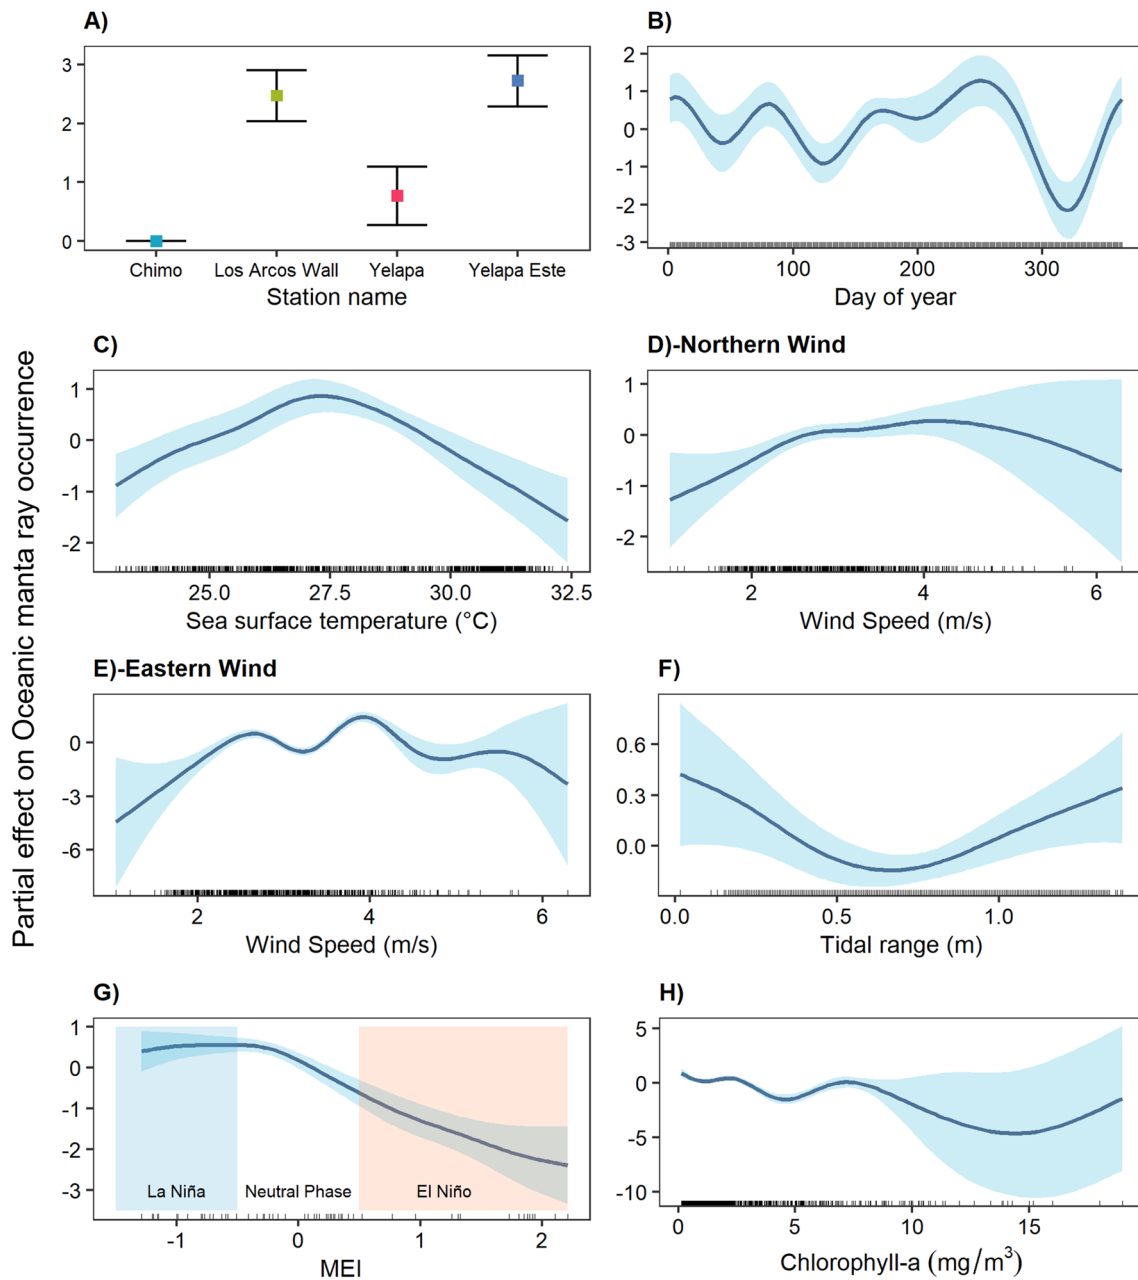 Partial effect on Oceanic manta ray occurrence
A)
3
2
1
0
Chimo Los Arcos Wall Yelapa Yelapa Este
Station name
B)
2
1
0
-1
-2
-3
0 100 200 300
Day of year
C)
1
0
-1
-2
25.0 27.5 30.0 32.5
Sea surface temperature (°C)
D)-Northern Wind
1
0
-1
-2
2 4 6
Wind Speed (m/s)
E)-Eastern Wind
0
-3
-6
2 4 6
Wind Speed (m/s)
F)
0.6
0.3
0.0
0.0 0.5 1.0
Tidal range (m)
G)
1
0
-1
-2
-3
La Niña Neutral Phase El Niño
-1 0 1 2
MEI
H)
5
0
-5
-10
0 5 10 15
Chlorophyll-a (mg/m³)